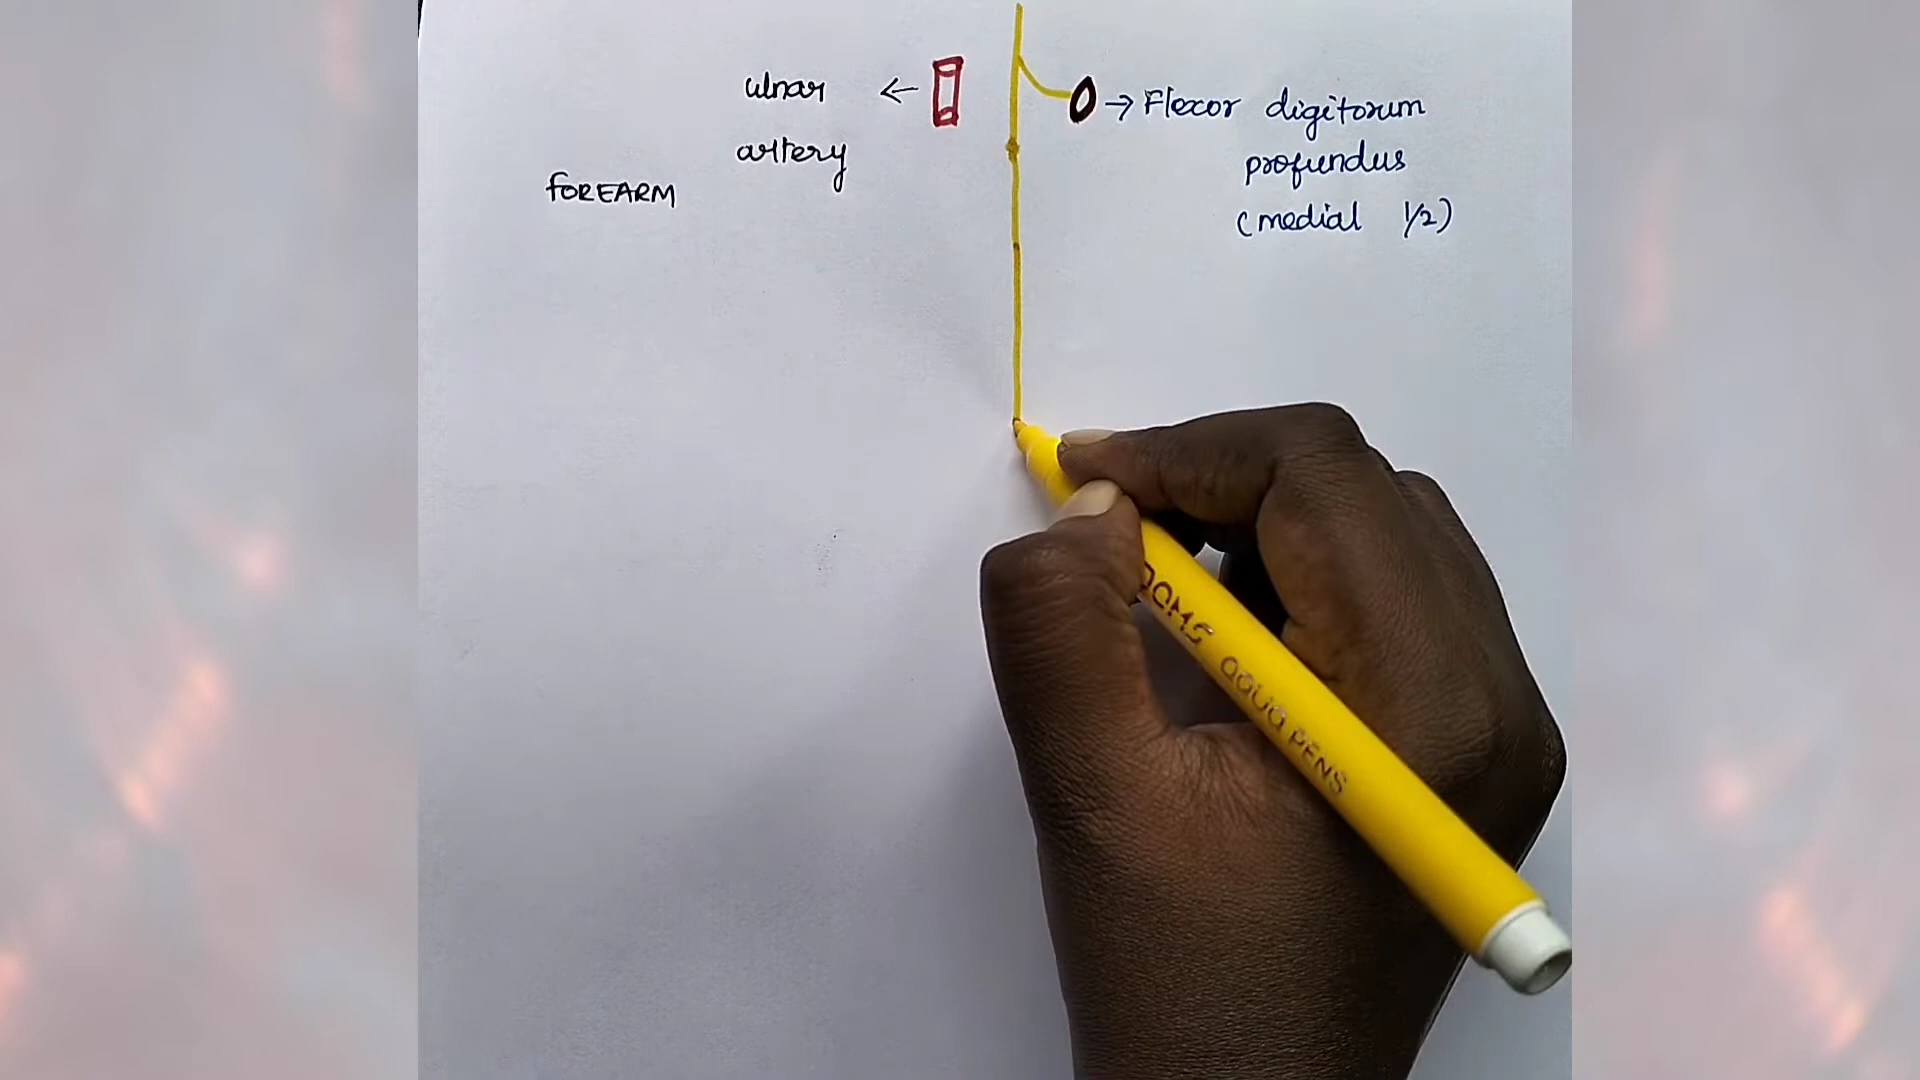 ulnar
artery
FOREARM
Flexor digitorum
profundus
(medial 1/2)
DOMS AQUA PENS